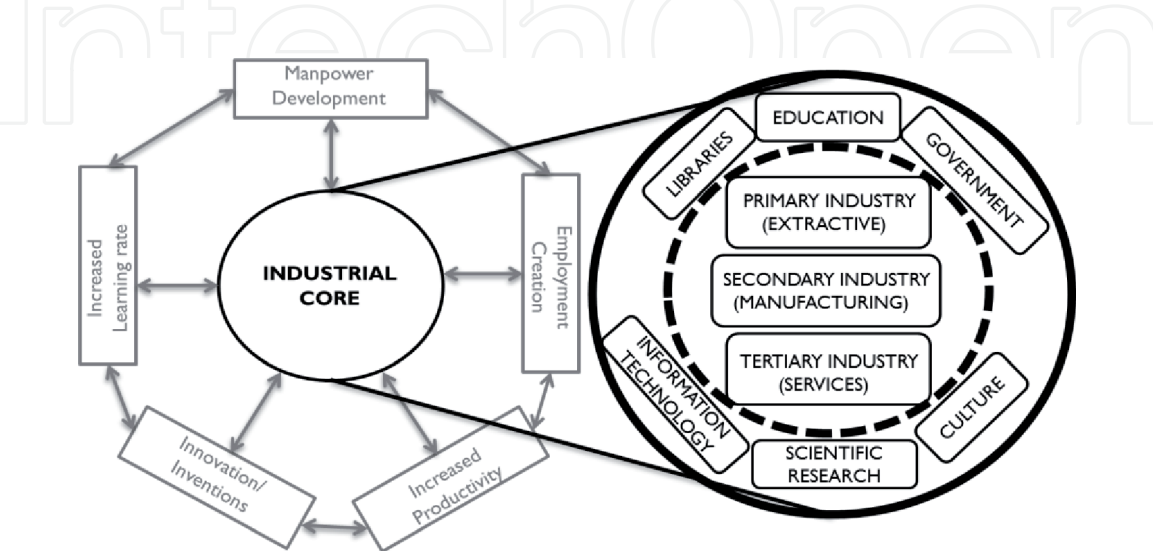 IntechOpen
Manpower
Development
Increased
Learning rate
INDUSTRIAL
CORE
Employment
Creation
Innovation/
Inventions
Increased
Productivity
EDUCATION
LIBRARIES
GOVERNMENT
PRIMARY INDUSTRY
(EXTRACTIVE)
SECONDARY INDUSTRY
(MANUFACTURING)
TERTIARY INDUSTRY
(SERVICES)
INFORMATION
TECHNOLOGY
CULTURE
SCIENTIFIC
RESEARCH